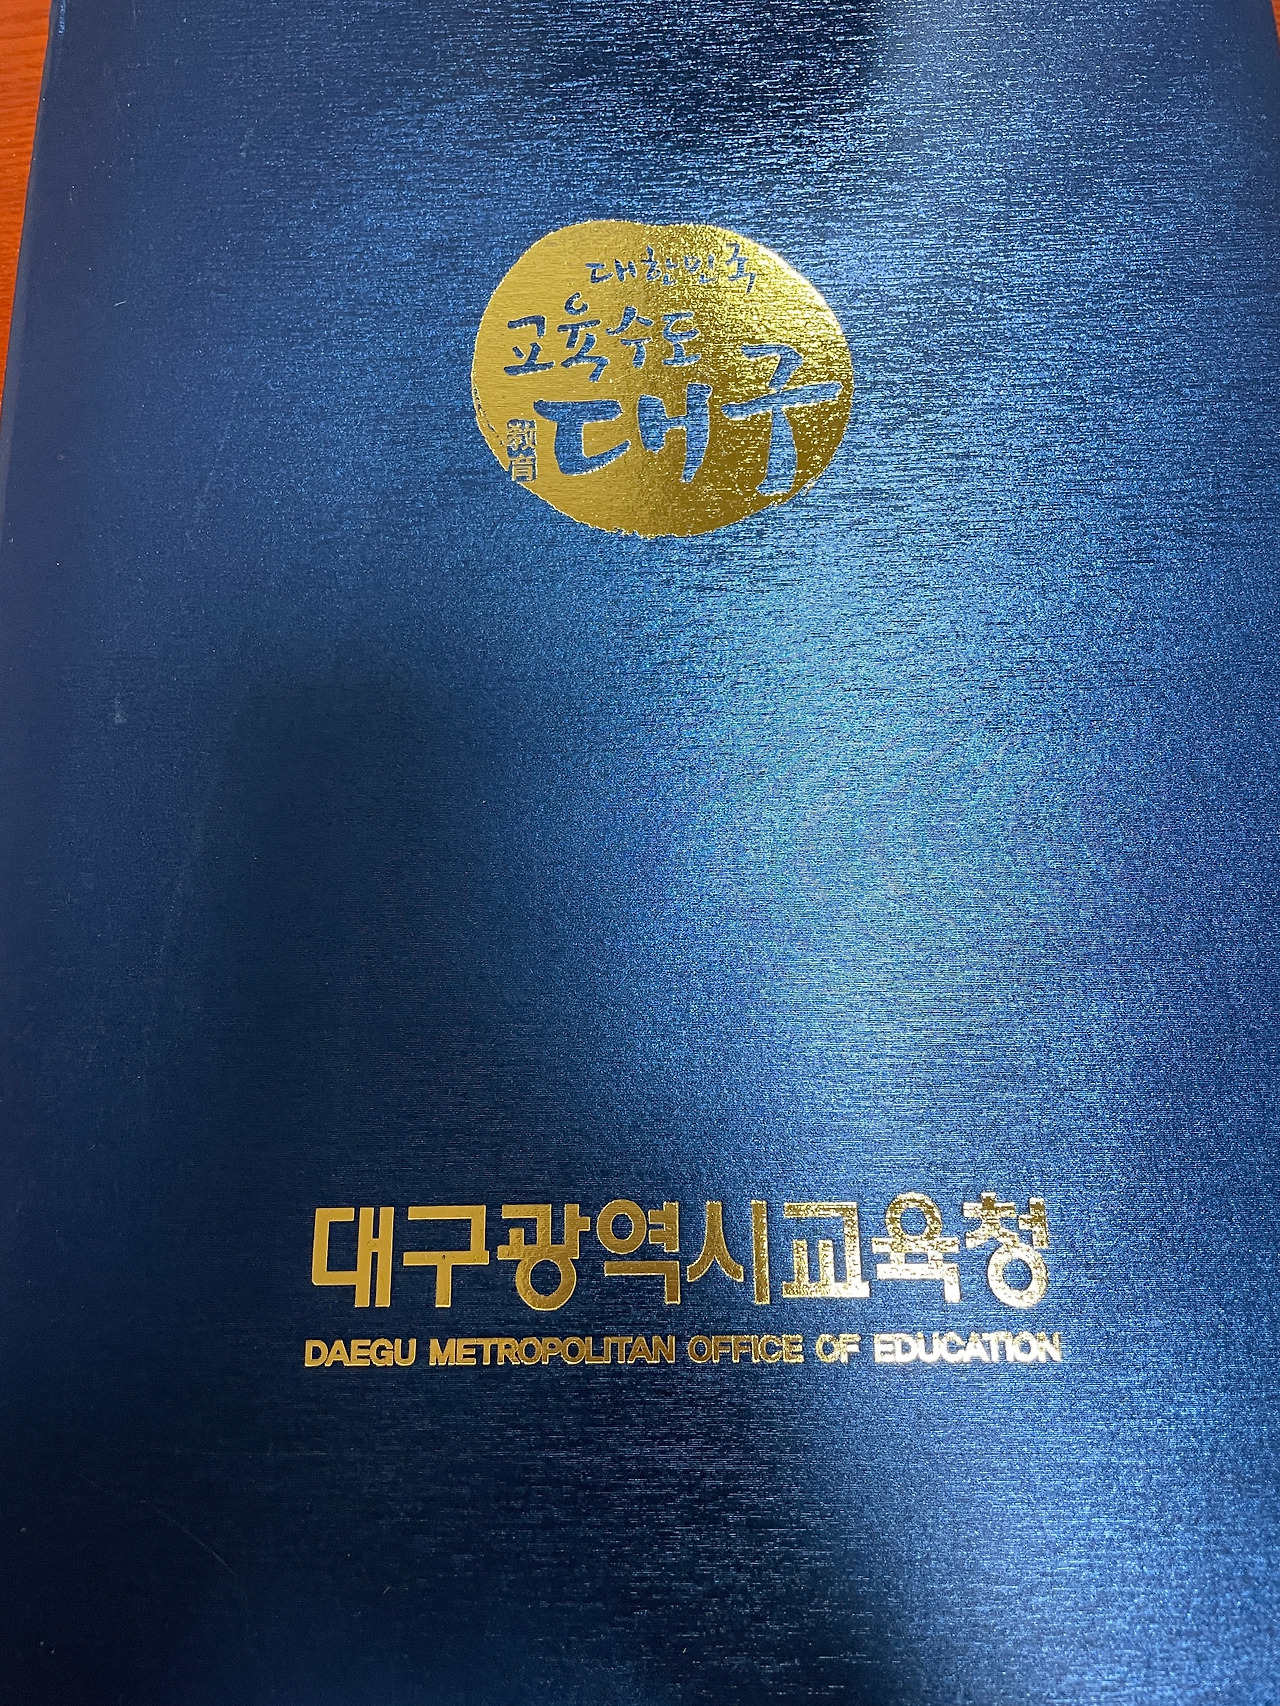 대한민국
교육수도
대구
敎育
대구광역시교육청
DAEGU METROPOLITAN OFFICE OF EDUCATION